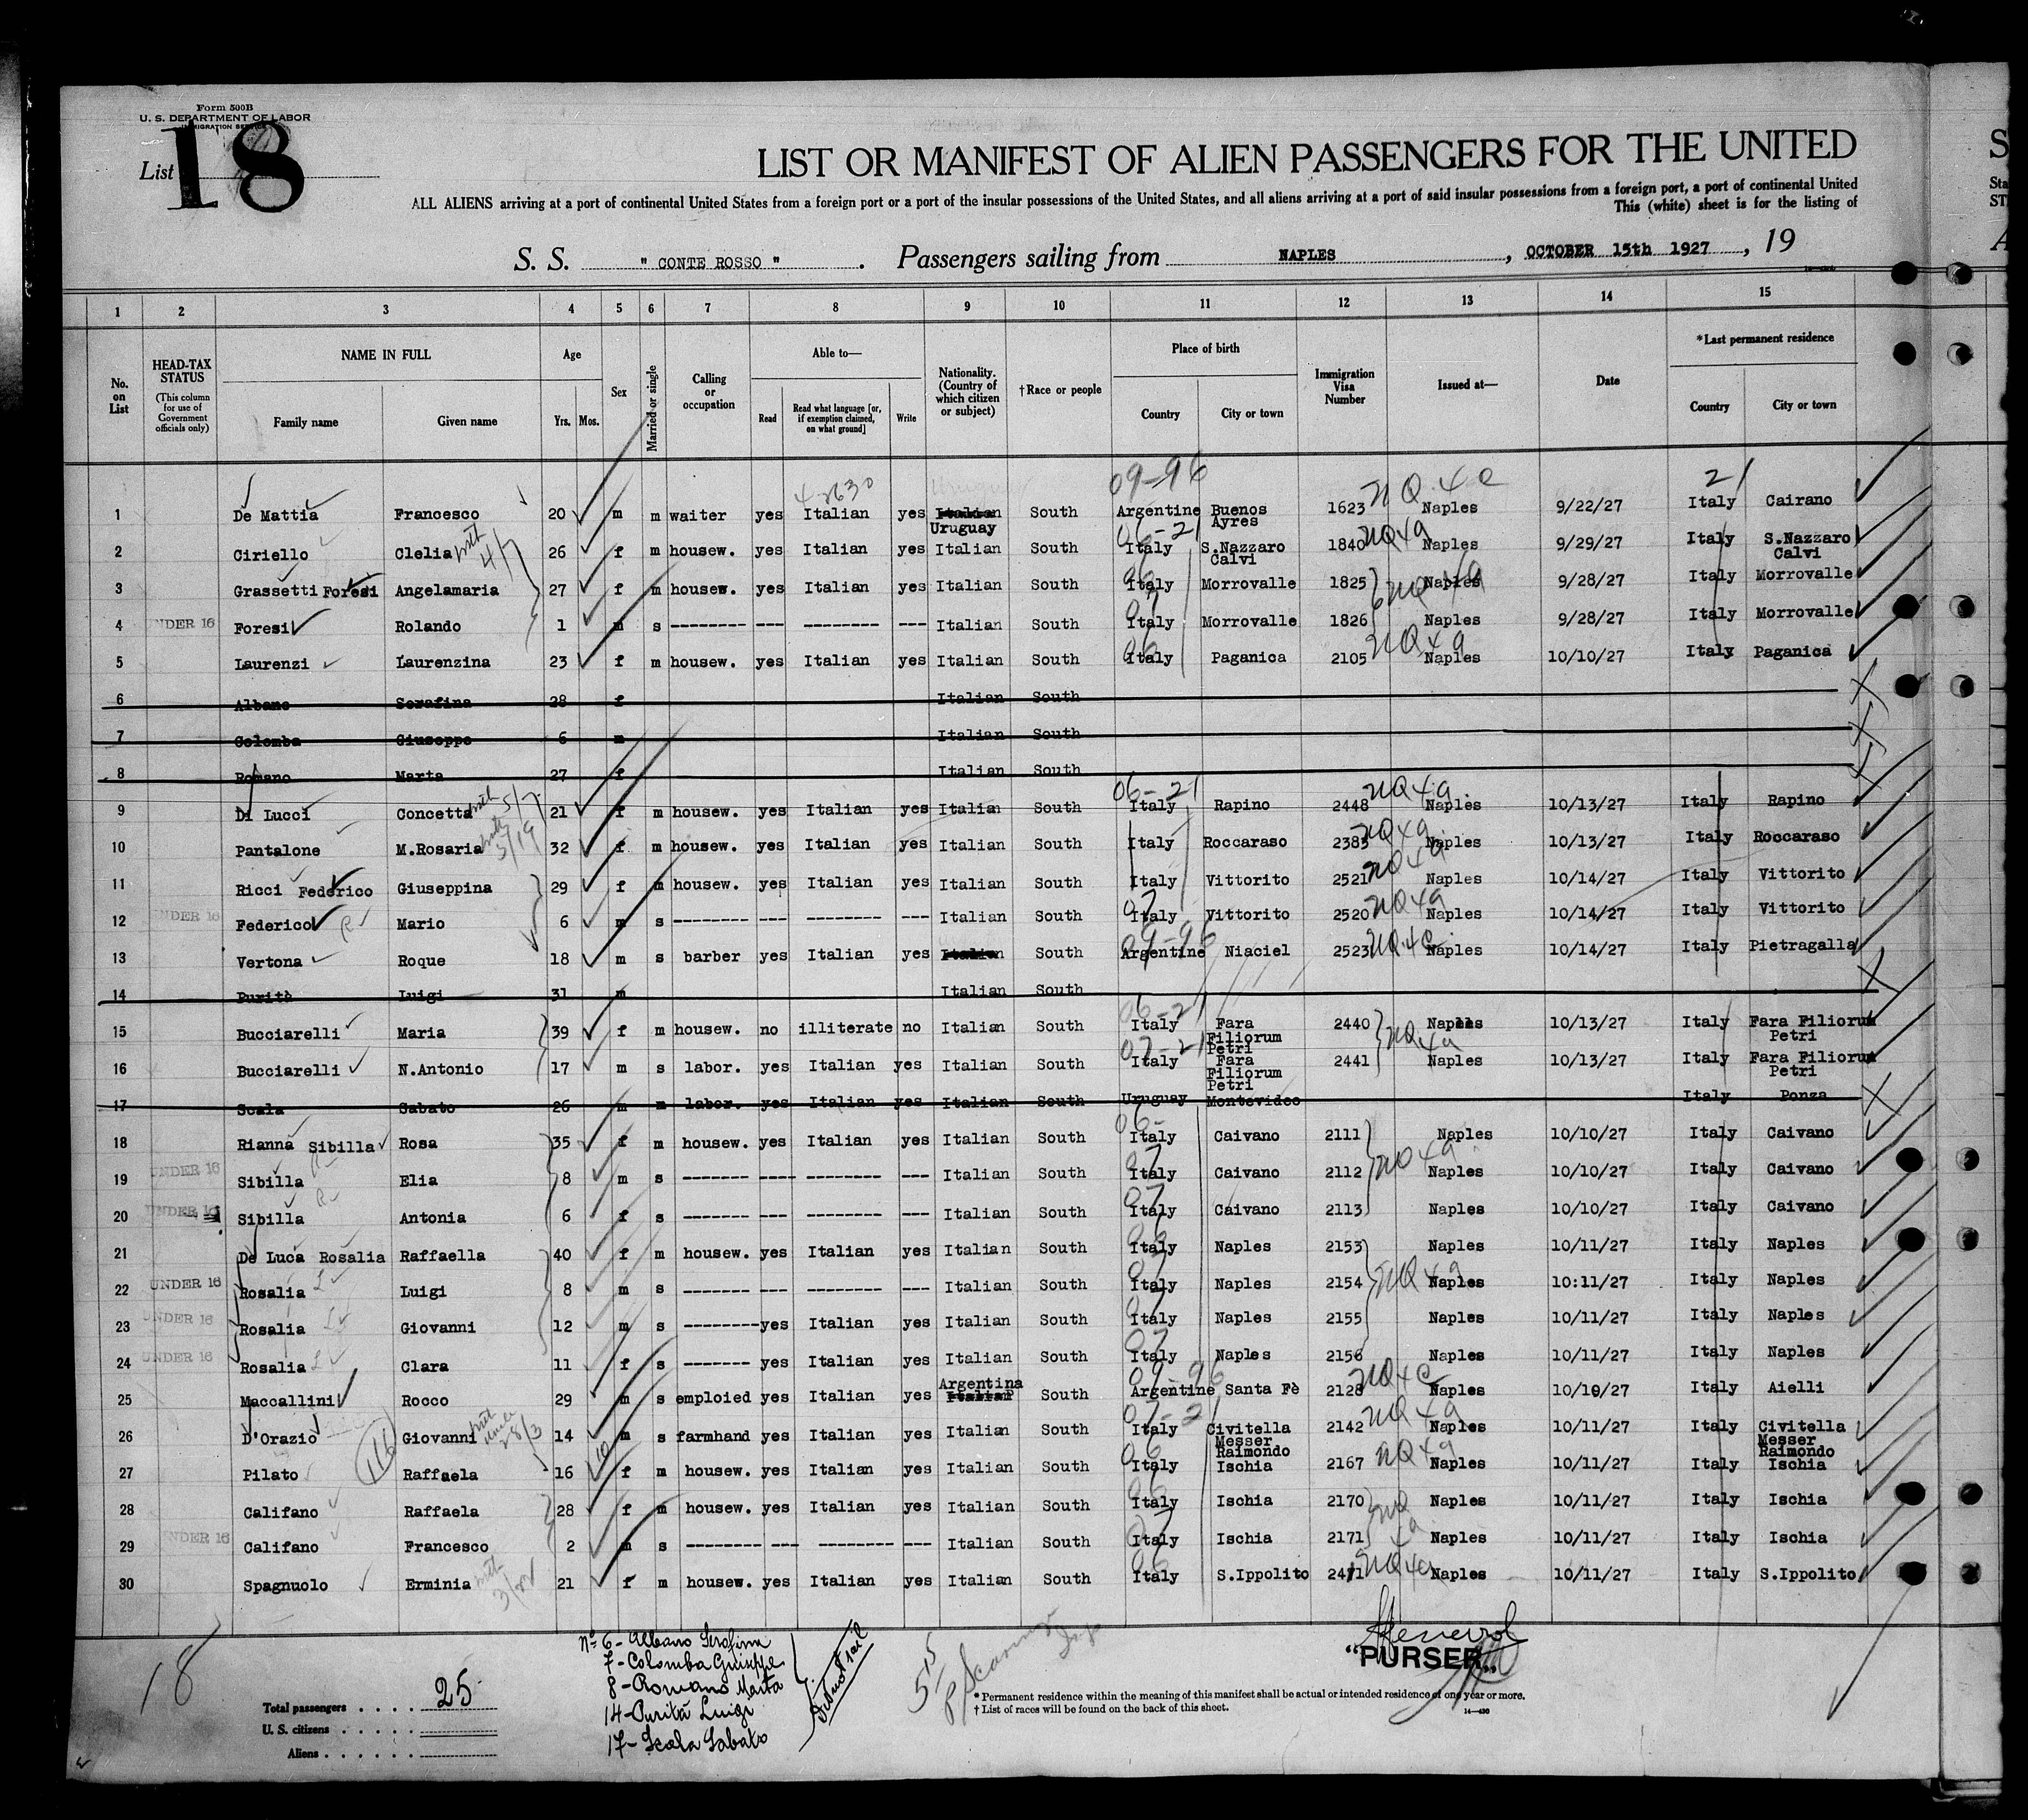 Form 500B
U. S. DEPARTMENT OF LABOR
IMMIGRATION SERVICE
List 18
LIST OR MANIFEST OF ALIEN PASSENGERS FOR THE UNITED
ALL ALIENS arriving at a port of continental United States from a foreign port or a port of the insular possessions of the United States, and all aliens arriving at a port of said insular possessions from a foreign port, a port of continental United
This (white) sheet is for the listing of
S. S. " CONTE ROSSO " . Passengers sailing from NAPLES , OCTOBER 15th 1927 , 19
1 2 3 4 5 6 7 8 9 10 11 12 13 14 15
No. on List HEAD-TAX STATUS (This column for use of Government officials only) NAME IN FULL Family name Given name Age Yrs. Mos. Sex Married or single Calling or occupation Able to— Read Read what language [or, if exemption claimed, on what ground] Write Nationality. (Country of which citizen or subject) †Race or people Place of birth Country City or town Immigration Visa Number Issued at— Date *Last permanent residence Country City or town
09-96 21
1 De Mattia Francesco 20 m m waiter yes Italian yes Italian Uruguay South Argentine Buenos Ayres 1623 NQ 4c Naples 9/22/27 Italy Cairano
2 Ciriello Clelia 26 f m housew. yes Italian yes Italian South Italy S.Nazzaro Calvi 1840 NQ4a Naples 9/29/27 Italy S.Nazzaro Calvi
3 Grassetti Foresi Angelamaria 27 f m housew. yes Italian yes Italian South Italy Morrovalle 1825 Naples 9/28/27 Italy Morrovalle
4 UNDER 16 Foresi Rolando 1 m s -------- --- -------- --- Italian South Italy Morrovalle 1826 Naples 9/28/27 Italy Morrovalle
5 Laurenzi Laurenzina 23 f m housew. yes Italian yes Italian South Italy Paganica 2105 NQ4a Naples 10/10/27 Italy Paganica
6 Albano Serafina 28 f Italian South
7 Colomba Giuseppe 6 m Italian South
8 Romano Marta 27 f Italian South
9 Di Lucci Concetta 21 f m housew. yes Italian yes Italian South Italy Rapino 2448 NQ4a Naples 10/13/27 Italy Rapino
10 Pantalone M.Rosaria 32 f m housew. yes Italian yes Italian South Italy Roccaraso 2383 NQ4a Naples 10/13/27 Italy Roccaraso
11 Ricci Federico Giuseppina 29 f m housew. yes Italian yes Italian South Italy Vittorito 2521 NQ4a Naples 10/14/27 Italy Vittorito
12 UNDER 16 Federico Mario 6 m s -------- --- -------- --- Italian South Italy Vittorito 2520 NQ4a Naples 10/14/27 Italy Vittorito
13 Vertona Roque 18 m s barber yes Italian yes Italian South Argentine Niaciel 2523 NQ4c Naples 10/14/27 Italy Pietragalla
14 Puritè Luigi 31 m Italian South
15 Bucciarelli Maria 39 f m housew. no illiterate no Italian South Italy Fara Filiorum Petri 2440 Naples 10/13/27 Italy Fara Filiorum Petri
16 Bucciarelli N.Antonio 17 m s labor. yes Italian yes Italian South Italy Fara Filiorum Petri 2441 NQ4a Naples 10/13/27 Italy Fara Filiorum Petri
17 Scala Sabato 26 m m labor. yes Italian yes Italian South Uruguay Montevideo Italy Ponza
18 Rianna Sibilla Rosa 35 f m housew. yes Italian yes Italian South Italy Caivano 2111 Naples 10/10/27 Italy Caivano
19 UNDER 16 Sibilla Elia 8 m s ------- ---- -------- --- Italian South Italy Caivano 2112 NQ4a Naples 10/10/27 Italy Caivano
20 UNDER 16 Sibilla Antonia 6 f s ------- --- -------- --- Italian South Italy Caivano 2113 Naples 10/10/27 Italy Caivano
21 De Luca Rosalia Raffaella 40 f m housew. yes Italian yes Italian South Italy Naples 2153 Naples 10/11/27 Italy Naples
22 UNDER 16 Rosalia Luigi 8 m s ------- --- -------- --- Italian South Italy Naples 2154 NQ4a Naples 10:11/27 Italy Naples
23 UNDER 16 Rosalia Giovanni 12 m s -------- yes Italian yes Italian South Italy Naples 2155 Naples 10/11/27 Italy Naples
24 UNDER 16 Rosalia Clara 11 f s ------- yes Italian yes Italian South Italy Naples 2156 Naples 10/11/27 Italy Naples
25 Maccallini Rocco 29 m s emploied yes Italian yes Argentina Italian South Argentine Santa Fè 2128 NQ4c Naples 10/10/27 Italy Aielli
26 D'Orazio Giovanni 14 m s farmhand yes Italian yes Italian South Italy Civitella Messer Raimondo 2142 NQ4a Naples 10/11/27 Italy Civitella Messer Raimondo
27 Pilato Raffaela 16 f m housew. yes Italian yes Italian South Italy Ischia 2167 NQ4a Naples 10/11/27 Italy Ischia
28 Califano Raffaela 28 f m housew. yes Italian yes Italian South Italy Ischia 2170 NQ Naples 10/11/27 Italy Ischia
29 UNDER 16 Califano Francesco 2 m s -------- --- -------- --- Italian South Italy Ischia 2171 4a Naples 10/11/27 Italy Ischia
30 Spagnuolo Erminia 21 f m housew. yes Italian yes Italian South Italy S.Ippolito NQ4a Naples 10/11/27 Italy S.Ippolito
18
No 6 - Albano Serafina
7 - Colomba Giuseppe
8 - Romano Marta
14 - Purità Luigi
17 - Scala Sabato
Did not sail
"PURSER"
Total passengers . . . . 25
U. S. citizens . . . . .
Aliens . . . . . .
* Permanent residence within the meaning of this manifest shall be actual or intended residence of one year or more.
† List of races will be found on the back of this sheet.
14—430